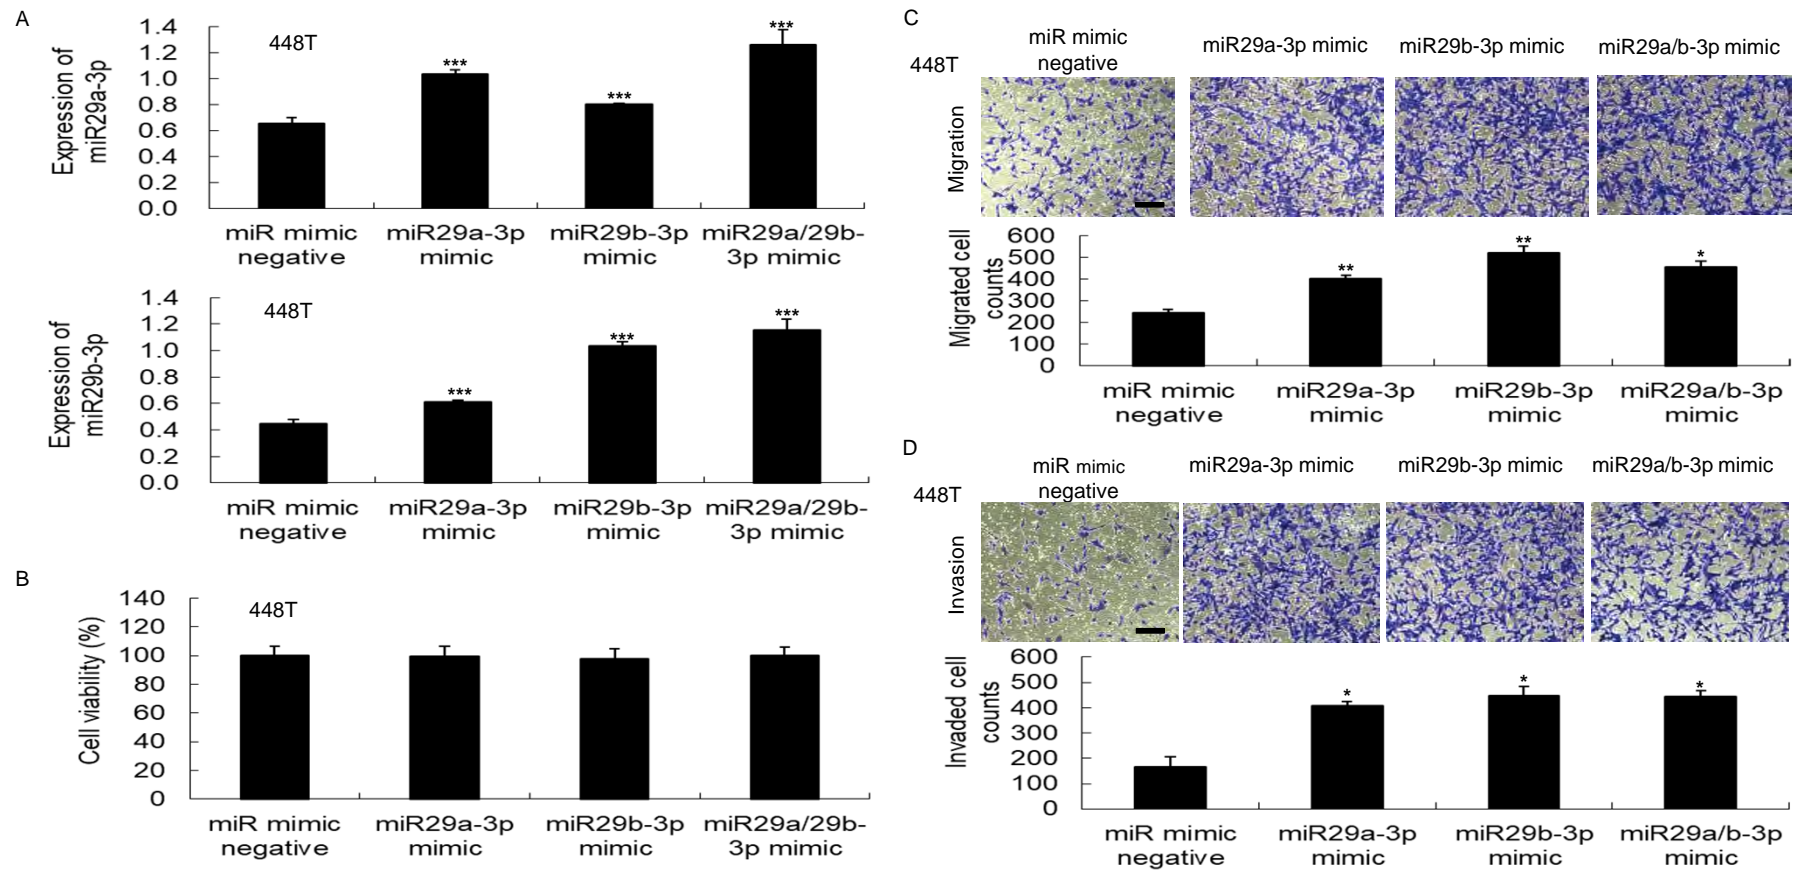 A
Expression of
miR29a-3p
1.4
1.2
1.0
0.8
0.6
0.4
0.2
0.0
448T
***
***
***
miR mimic
negative
miR29a-3p
mimic
miR29b-3p
mimic
miR29a/29b-
3p mimic
Expression of
miR29b-3p
1.4
1.2
1.0
0.8
0.6
0.4
0.2
0.0
448T
***
***
***
miR mimic
negative
miR29a-3p
mimic
miR29b-3p
mimic
miR29a/29b-
3p mimic
B
Cell viability (%)
140
120
100
80
60
40
20
0
448T
miR mimic
negative
miR29a-3p
mimic
miR29b-3p
mimic
miR29a/29b-
3p mimic
C
448T
miR mimic
negative
miR29a-3p mimic
miR29b-3p mimic
miR29a/b-3p mimic
Migration
Migrated cell
counts
600
500
400
300
200
100
0
**
**
*
miR mimic
negative
miR29a-3p
mimic
miR29b-3p
mimic
miR29a/b-3p
mimic
D
448T
miR mimic
negative
miR29a-3p mimic
miR29b-3p mimic
miR29a/b-3p mimic
Invasion
Invaded cell
counts
600
500
400
300
200
100
0
*
*
*
miR mimic
negative
miR29a-3p
mimic
miR29b-3p
mimic
miR29a/b-3p
mimic